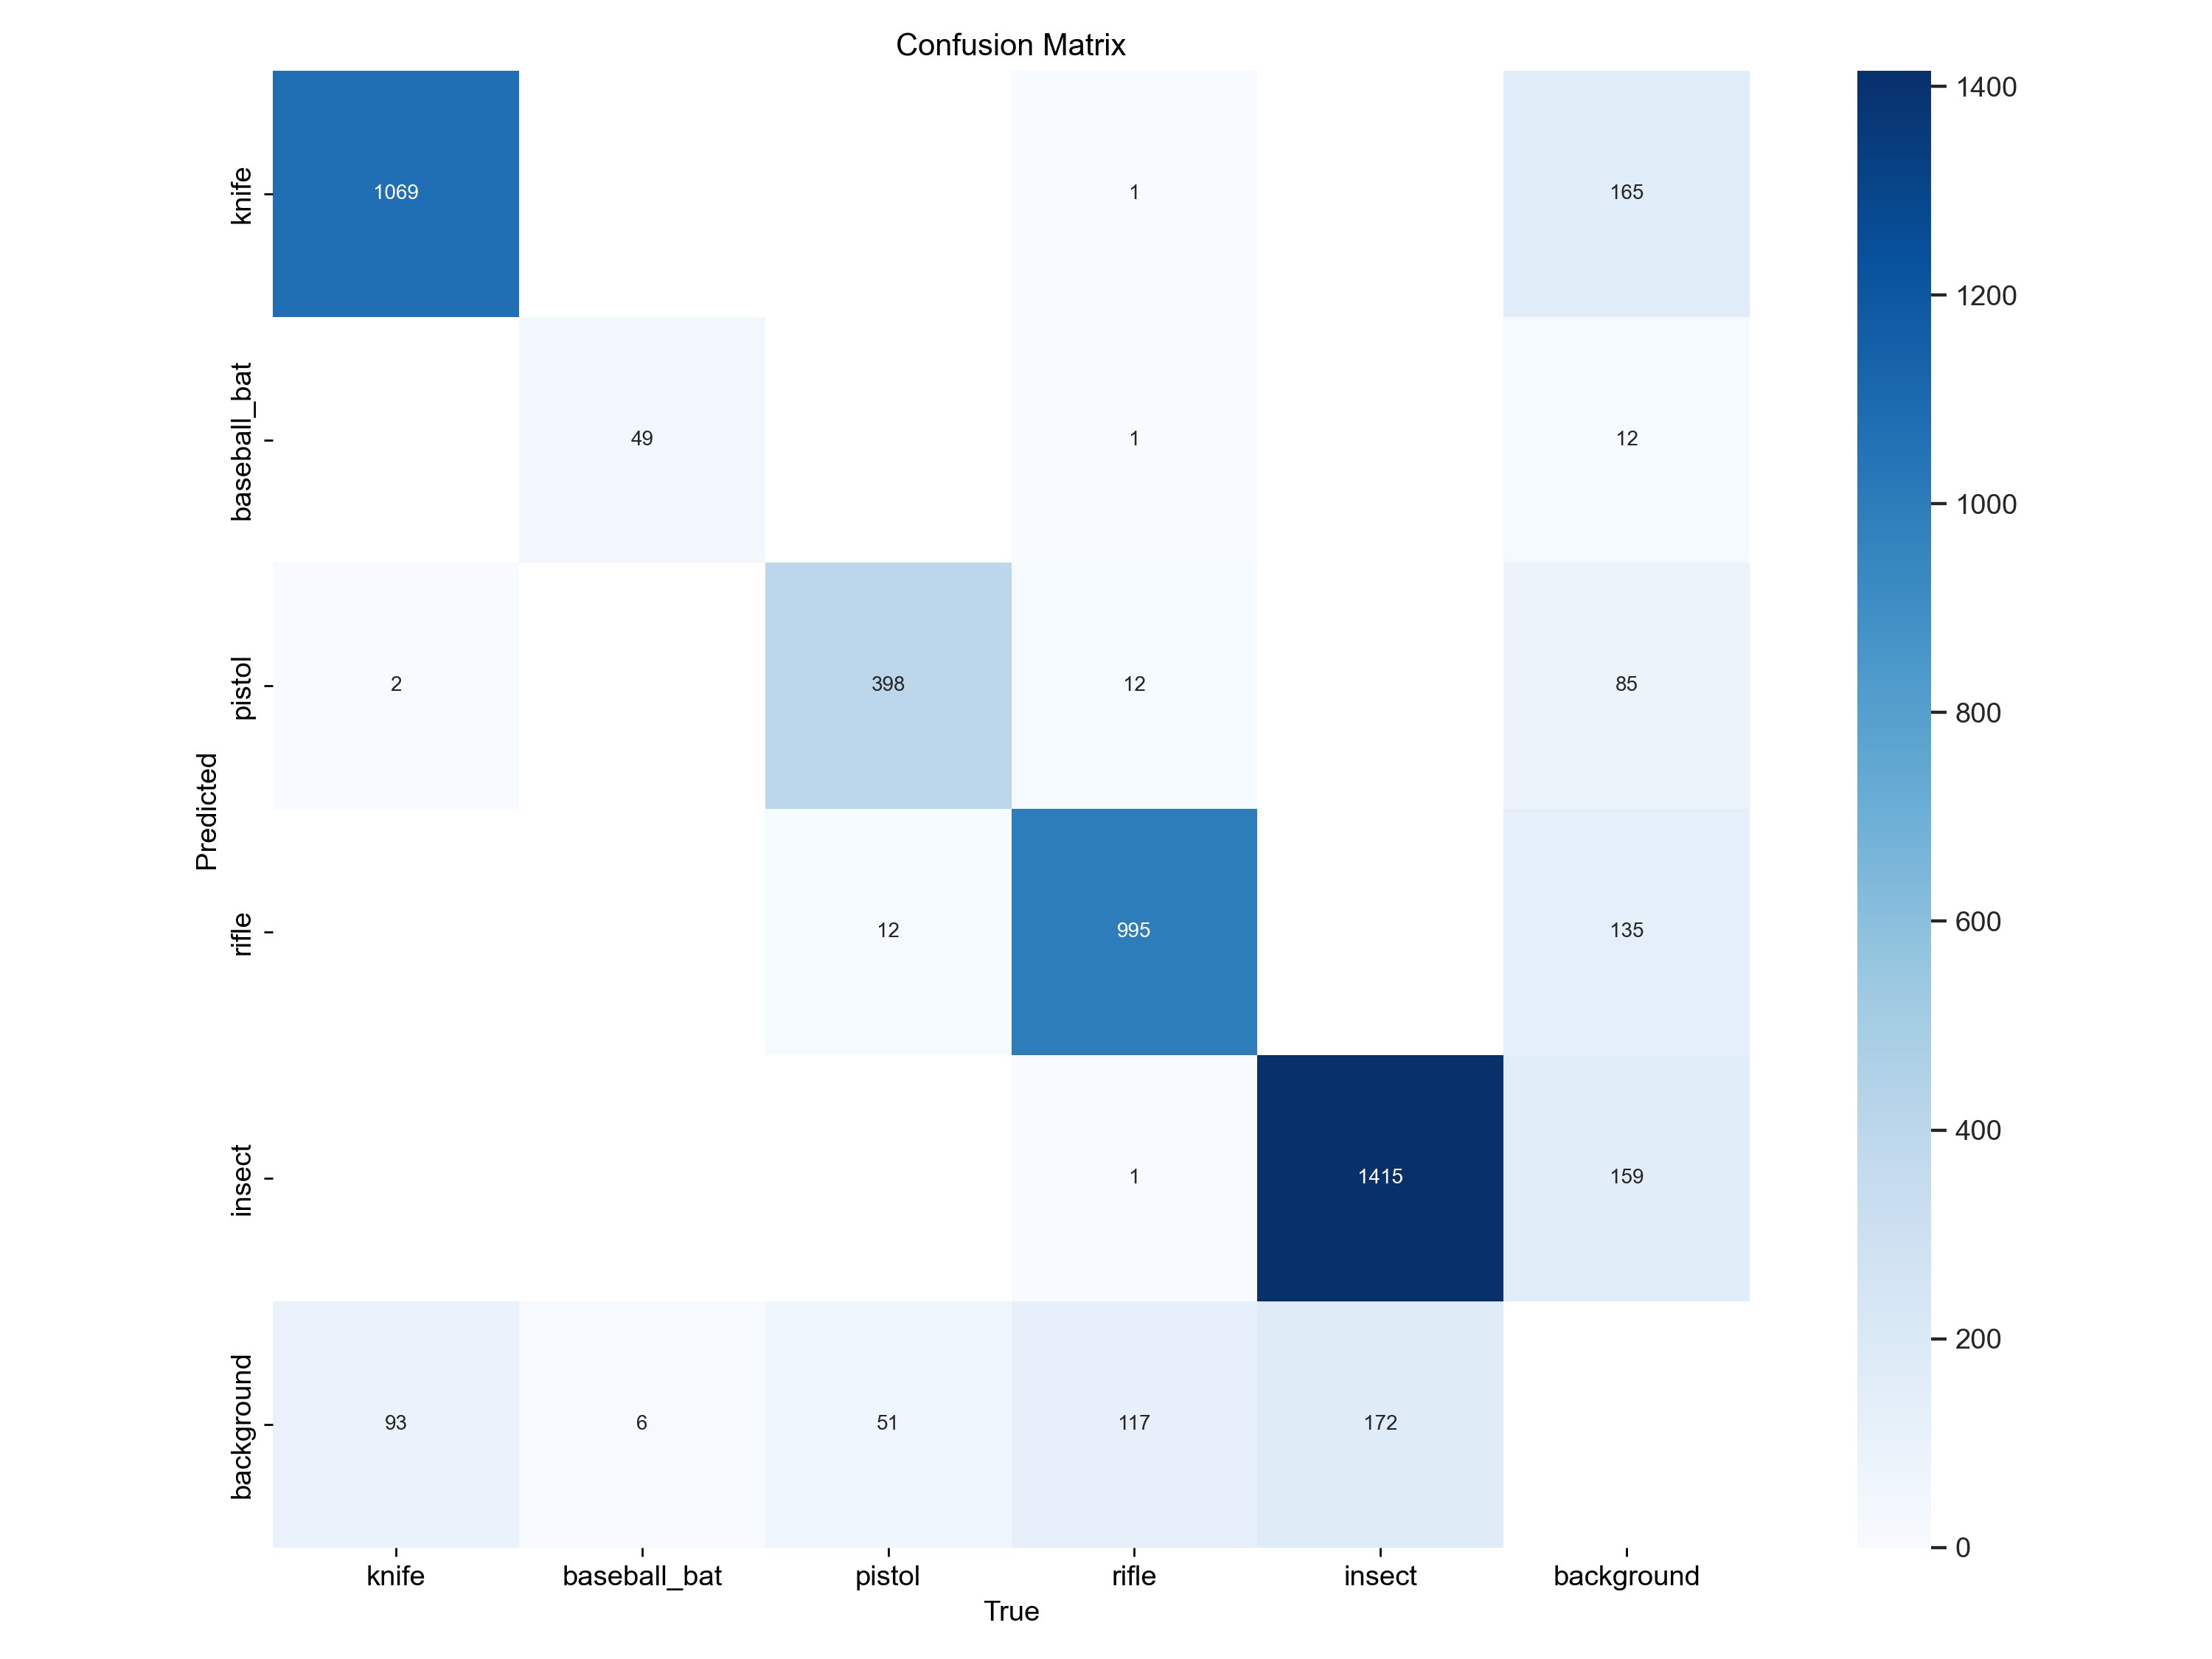 Confusion Matrix
knife 1069 1 165
baseball_bat 49 1 12
pistol 2 398 12 85
rifle 12 995 135
insect 1 1415 159
background 93 6 51 117 172
Predicted
knife baseball_bat pistol rifle insect background
True
1400
1200
1000
800
600
400
200
0